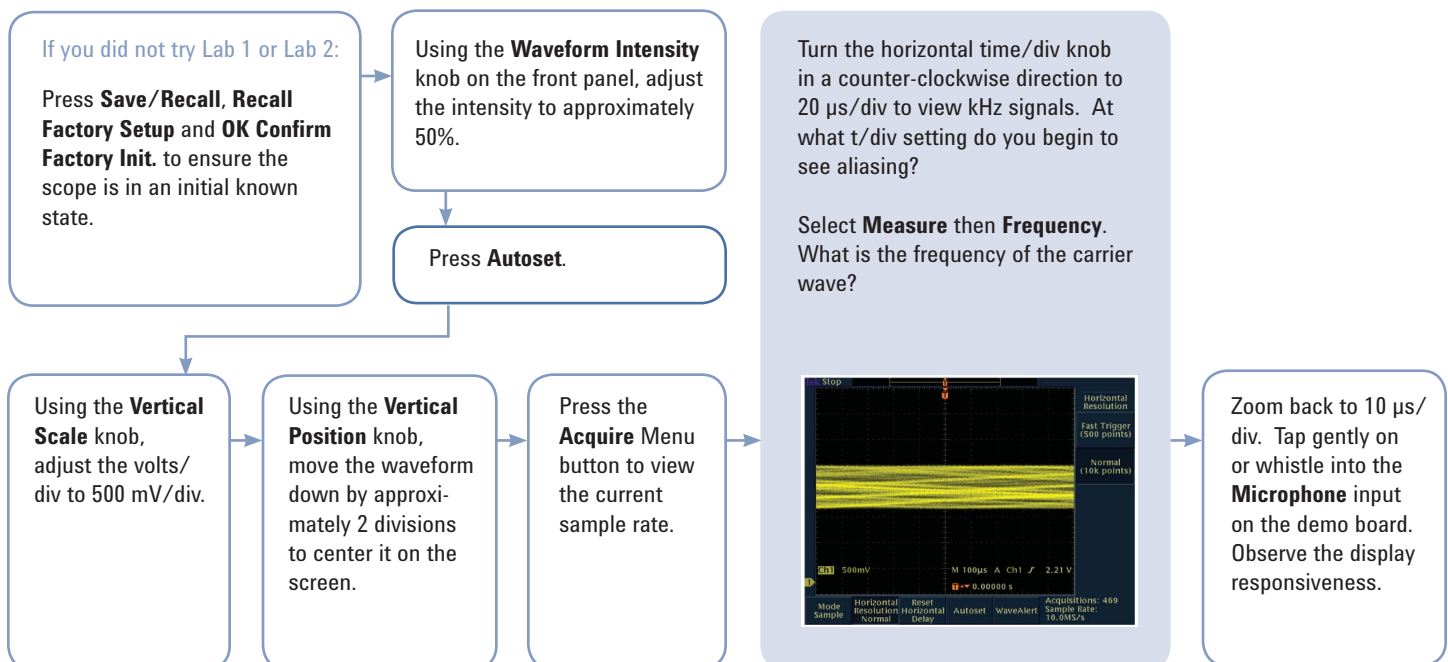 If you did not try Lab 1 or Lab 2:
Press Save/Recall, Recall
Factory Setup and OK Confirm
Factory Init. to ensure the
scope is in an initial known
state.
Using the Waveform Intensity
knob on the front panel, adjust
the intensity to approximately
50%.
Press Autoset.
Using the Vertical
Scale knob,
adjust the volts/
div to 500 mV/div.
Using the Vertical
Position knob,
move the waveform
down by approxi-
mately 2 divisions
to center it on the
screen.
Press the
Acquire Menu
button to view
the current
sample rate.
Turn the horizontal time/div knob
in a counter-clockwise direction to
20 µs/div to view kHz signals.  At
what t/div setting do you begin to
see aliasing?
Select Measure then Frequency.
What is the frequency of the carrier
wave?
Stop
Horizontal
Resolution
Fast Trigger
(500 points)
Normal
(10k points)
Ch1 500mV M 100µs A Ch1 2.21 V
0.00000 s
1
Mode
Sample
Horizontal
Resolution
Normal
Reset
Horizontal
Delay
Autoset
WaveAlert
Acquisitions: 469
Sample Rate:
10.0MS/s
Zoom back to 10 µs/
div.  Tap gently on
or whistle into the
Microphone input
on the demo board.
Observe the display
responsiveness.